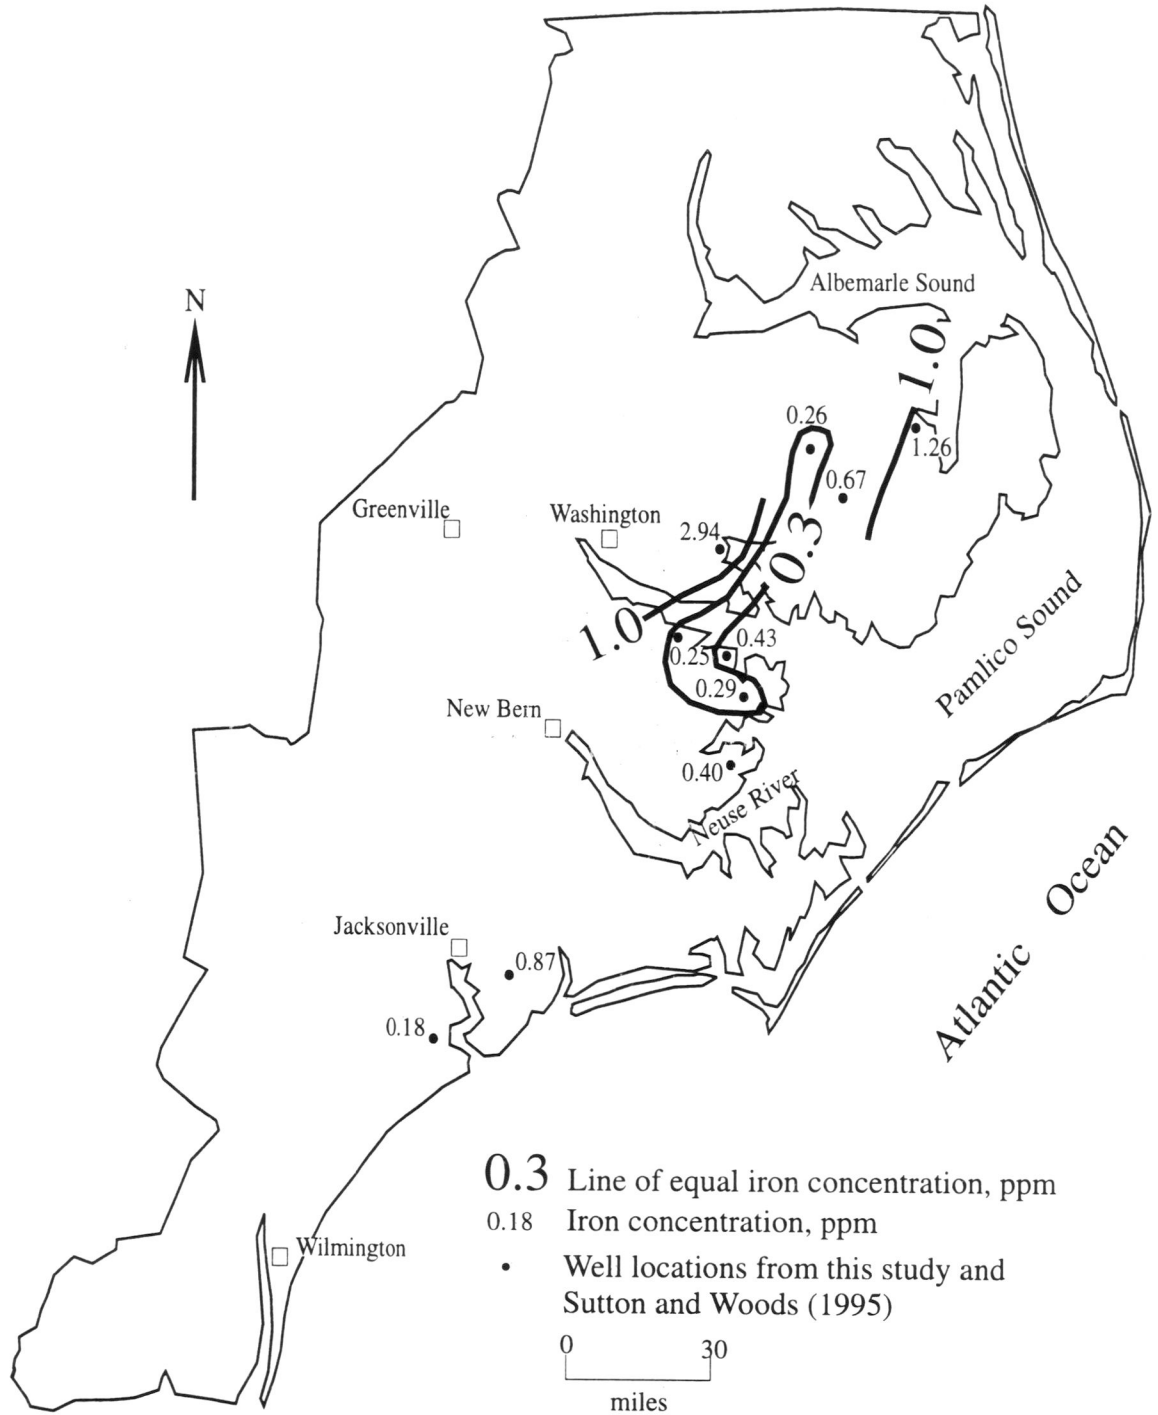 N
Albemarle Sound
1.0
0.26
1.26
0.67
Greenville
Washington
2.94
0.3
1.0
0.43
0.25
0.29
Pamlico Sound
New Bern
0.40
Neuse River
Atlantic Ocean
Jacksonville
0.87
0.18
0.3 Line of equal iron concentration, ppm
0.18 Iron concentration, ppm
Well locations from this study and
Sutton and Woods (1995)
Wilmington
0 30
miles